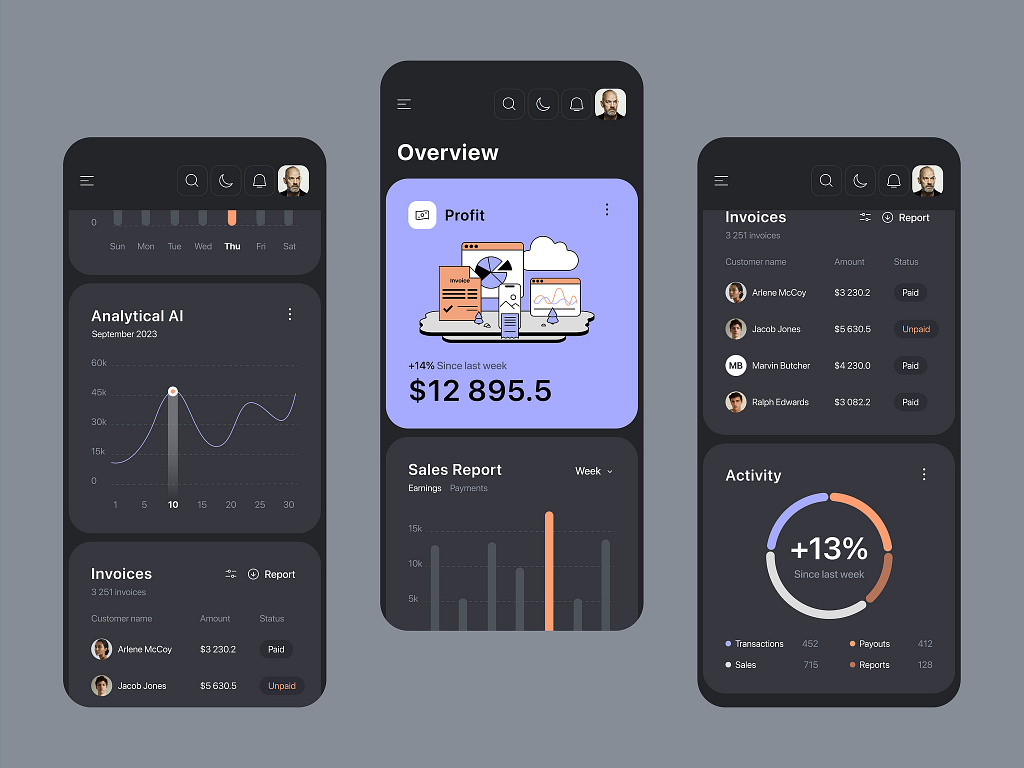 0
Sun Mon Tue Wed Thu Fri Sat
Analytical AI
September 2023
60k
45k
30k
15k
0
1 5 10 15 20 25 30
Invoices
Report
3 251 invoices
Customer name Amount Status
Arlene McCoy $3 230.2 Paid
Jacob Jones $5 630.5 Unpaid
Overview
Profit
Invoice
+14% Since last week
$12 895.5
Sales Report
Week
Earnings Payments
15k
10k
5k
Invoices
Report
3 251 invoices
Customer name Amount Status
Arlene McCoy $3 230.2 Paid
Jacob Jones $5 630.5 Unpaid
MB Marvin Butcher $4 230.0 Paid
Ralph Edwards $3 082.2 Paid
Activity
+13%
Since last week
Transactions 452 Payouts 412
Sales 715 Reports 128